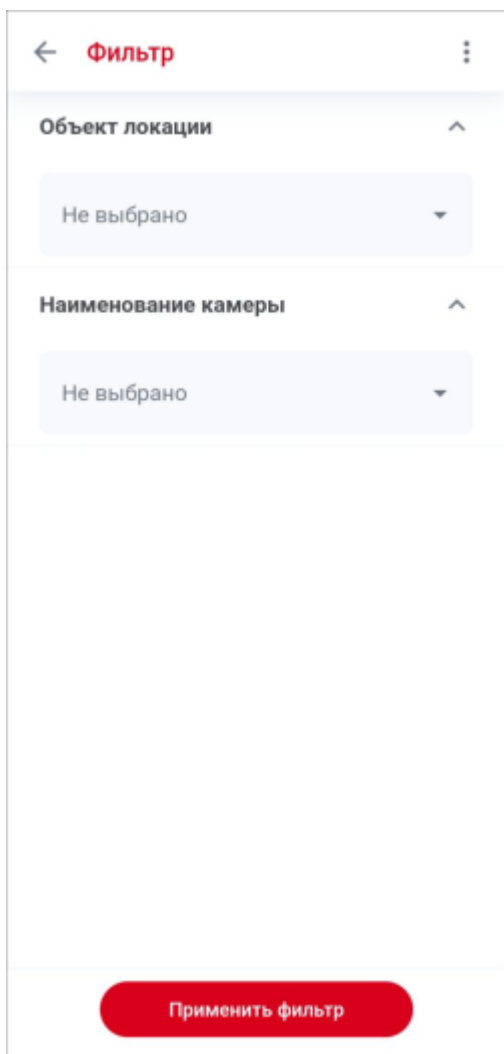 Фильтр
Объект локации
Не выбрано
Наименование камеры
Не выбрано
Применить фильтр